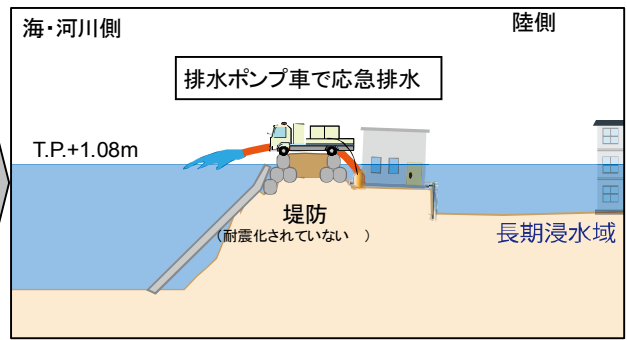 海・河川側
陸側
排水ポンプ車で応急排水
T.P.+1.08m
堤防
（耐震化されていない　）
長期浸水域